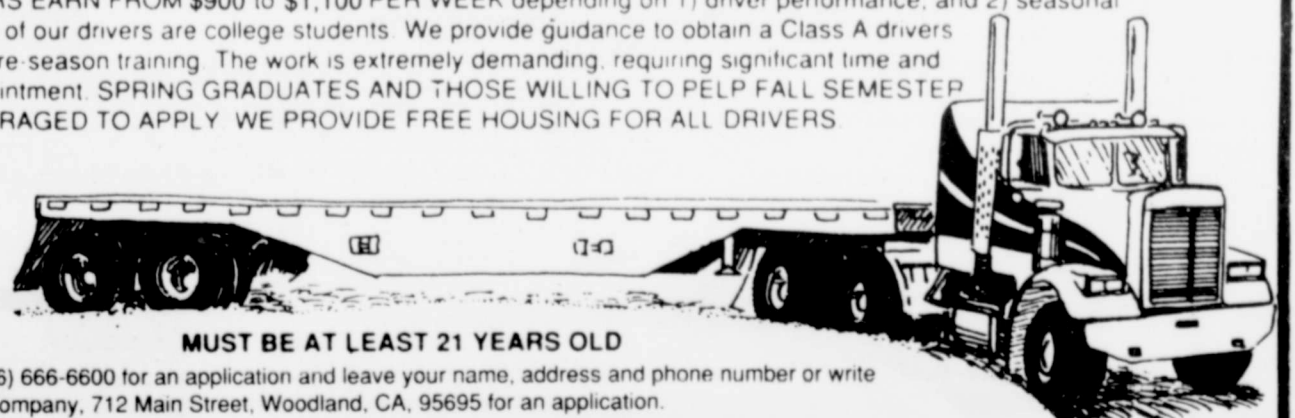 RS EARN FROM $900 to $1,100 PER WEEK depending on 1) driver performance, and 2) seasonal
of our drivers are college students. We provide guidance to obtain a Class A drivers
re-season training. The work is extremely demanding, requiring significant time and
intment. SPRING GRADUATES AND THOSE WILLING TO PELP FALL SEMESTER
RAGED TO APPLY. WE PROVIDE FREE HOUSING FOR ALL DRIVERS.
MUST BE AT LEAST 21 YEARS OLD
6) 666-6600 for an application and leave your name, address and phone number or write
ompany, 712 Main Street, Woodland, CA, 95695 for an application.